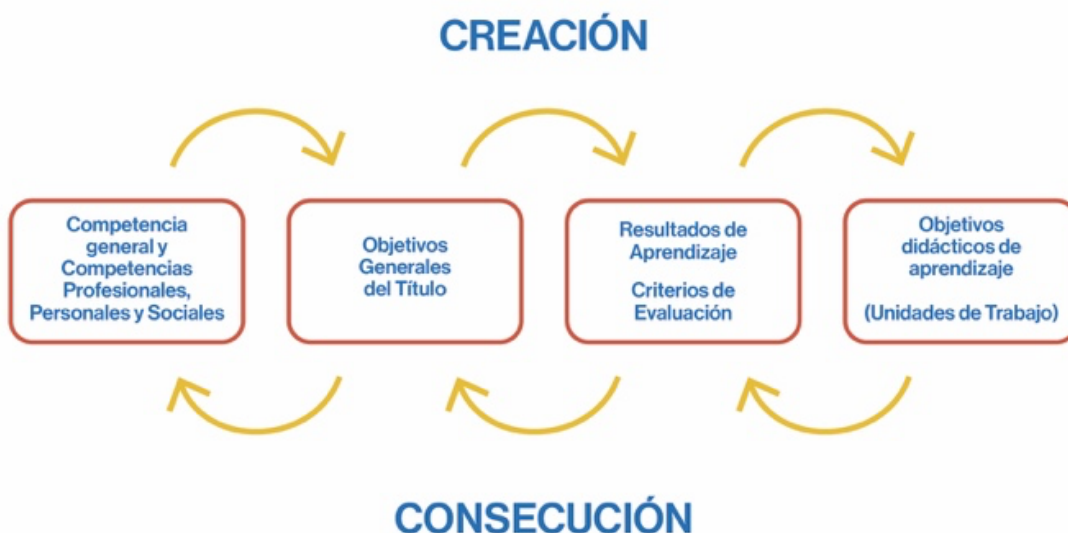 CREACIÓN
Competencia
general y
Competencias
Profesionales,
Personales y Sociales
Objetivos
Generales
del Título
Resultados de
Aprendizaje
Criterios de
Evaluación
Objetivos
didácticos de
aprendizaje
(Unidades de Trabajo)
CONSECUCIÓN